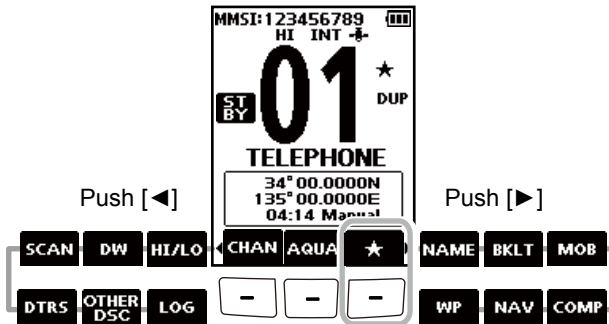 MMSI:123456789
HI INT
01
★
DUP
ST BY
TELEPHONE
34°00.0000N
135°00.0000E
04:14 Manual
Push [◄]
Push [►]
SCAN DW HI/LO CHAN AQUA ★ NAME BKLT MOB
DTRS OTHER DSC LOG - - - WP NAV COMP